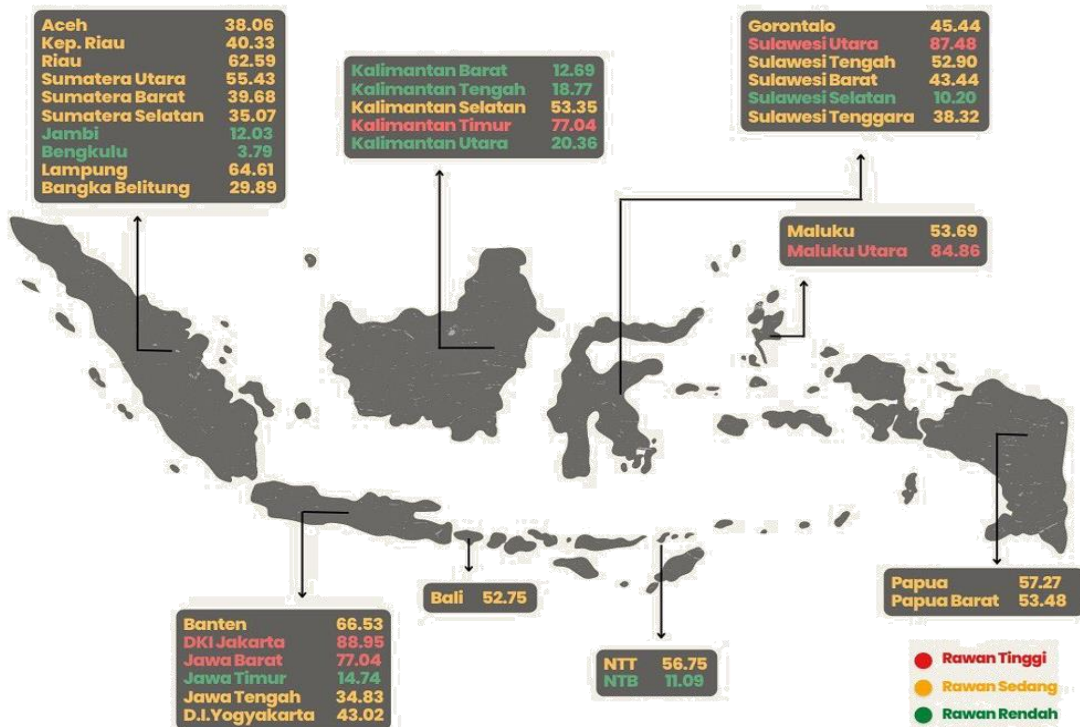 Aceh 38.06
Kep. Riau 40.33
Riau 62.59
Sumatera Utara 55.43
Sumatera Barat 39.68
Sumatera Selatan 35.07
Jambi 12.03
Bengkulu 3.79
Lampung 64.61
Bangka Belitung 29.89
Kalimantan Barat 12.69
Kalimantan Tengah 18.77
Kalimantan Selatan 53.35
Kalimantan Timur 77.04
Kalimantan Utara 20.36
Gorontalo 45.44
Sulawesi Utara 87.48
Sulawesi Tengah 52.90
Sulawesi Barat 43.44
Sulawesi Selatan 10.20
Sulawesi Tenggara 38.32
Maluku 53.69
Maluku Utara 84.86
Banten 66.53
DKI Jakarta 88.95
Jawa Barat 77.04
Jawa Timur 14.74
Jawa Tengah 34.83
D.I.Yogyakarta 43.02
Bali 52.75
NTT 56.75
NTB 11.09
Papua 57.27
Papua Barat 53.48
Rawan Tinggi
Rawan Sedang
Rawan Rendah